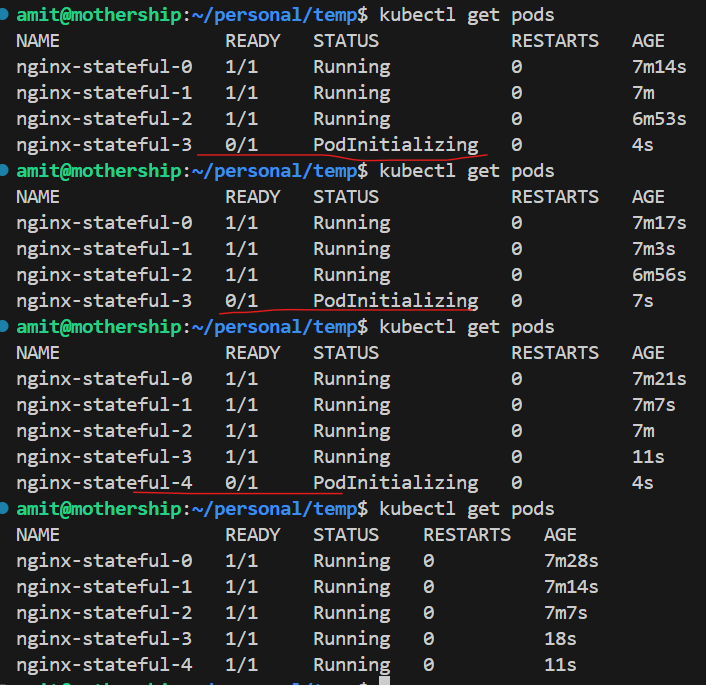 amit@mothership:~/personal/temp$ kubectl get pods
NAME READY STATUS RESTARTS AGE
nginx-stateful-0 1/1 Running 0 7m14s
nginx-stateful-1 1/1 Running 0 7m
nginx-stateful-2 1/1 Running 0 6m53s
nginx-stateful-3 0/1 PodInitializing 0 4s
amit@mothership:~/personal/temp$ kubectl get pods
NAME READY STATUS RESTARTS AGE
nginx-stateful-0 1/1 Running 0 7m17s
nginx-stateful-1 1/1 Running 0 7m3s
nginx-stateful-2 1/1 Running 0 6m56s
nginx-stateful-3 0/1 PodInitializing 0 7s
amit@mothership:~/personal/temp$ kubectl get pods
NAME READY STATUS RESTARTS AGE
nginx-stateful-0 1/1 Running 0 7m21s
nginx-stateful-1 1/1 Running 0 7m7s
nginx-stateful-2 1/1 Running 0 7m
nginx-stateful-3 1/1 Running 0 11s
nginx-stateful-4 0/1 PodInitializing 0 4s
amit@mothership:~/personal/temp$ kubectl get pods
NAME READY STATUS RESTARTS AGE
nginx-stateful-0 1/1 Running 0 7m28s
nginx-stateful-1 1/1 Running 0 7m14s
nginx-stateful-2 1/1 Running 0 7m7s
nginx-stateful-3 1/1 Running 0 18s
nginx-stateful-4 1/1 Running 0 11s
amit@mothership:~/personal/temp$